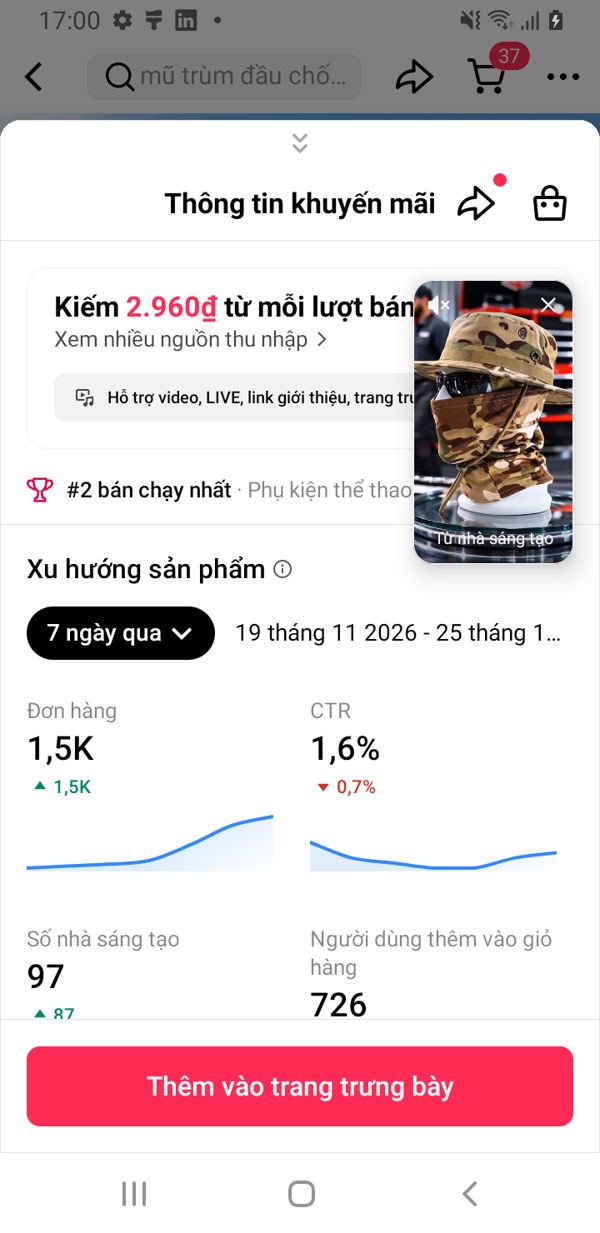 17:00
37
mũ trùm đầu chố...
Thông tin khuyến mãi
Kiếm 2.960₫ từ mỗi lượt bán
Xem nhiều nguồn thu nhập
Hỗ trợ video, LIVE, link giới thiệu, trang
#2 bán chạy nhất · Phụ kiện thể thao
Từ nhà sáng tạo
Xu hướng sản phẩm
7 ngày qua
19 tháng 11 2026 - 25 tháng 1...
Đơn hàng
1,5K
1,5K
CTR
1,6%
0,7%
Số nhà sáng tạo
97
87
Người dùng thêm vào giỏ
hàng
726
Thêm vào trang trưng bày